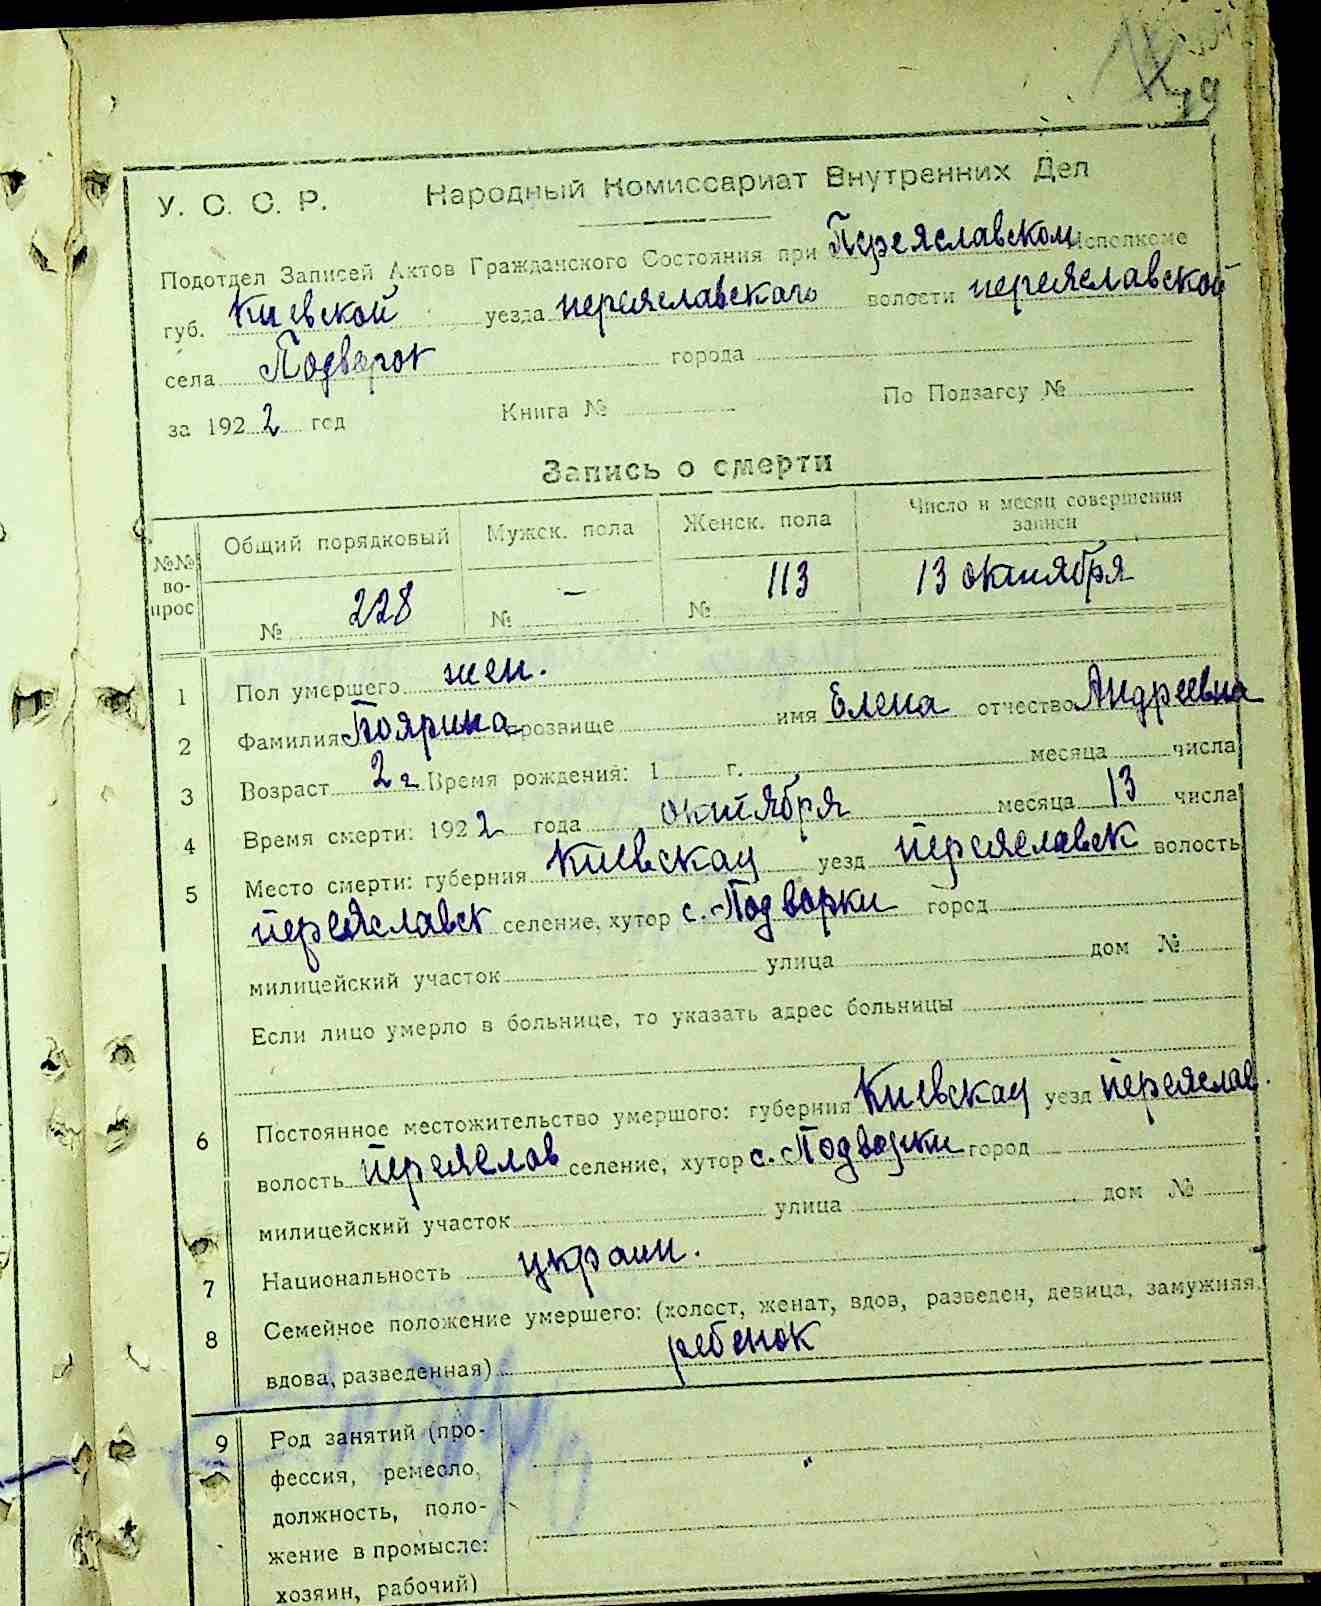 79
У. С. С. Р. Народный Комиссариат Внутренних Дел
Подотдел Записей Актов Гражданского Состояния при Переяславском Исполкоме
губ. Киевской уезда переяславского волости переяславской
села Подворок города
за 1922 год Книга № По Подзагсу №
Запись о смерти
№№ вопрос Общий порядковый Мужск. пола Женск. пола Число и месяц совершения записи
№ 228 № — № 113 13 октября
1 Пол умершего жен.
2 Фамилия Боярина прозвище имя Елена отчество Андреевна
3 Возраст 2 г Время рождения: 1 г. месяца числа
4 Время смерти: 1922 года октября месяца 13 числа
5 Место смерти: губерния Киевская уезд переяславск волость
переяславск селение, хутор с. Подворки город
милицейский участок улица дом №
Если лицо умерло в больнице, то указать адрес больницы
6 Постоянное местожительство умершого: губерния Киевская уезд переяслав.
волость переяслав селение, хутор с. Подворки город
милицейский участок улица дом №
7 Национальность украин.
8 Семейное положение умершего: (холост, женат, вдов, разведен, девица, замужняя,
вдова, разведенная) ребенок
9 Род занятий (про-
фессия, ремесло,
должность, поло-
жение в промысле:
хозяин, рабочий)